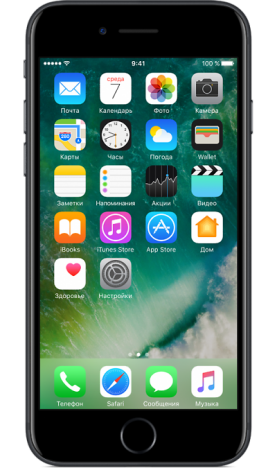 9:41 100 %
среда
7
Почта Календарь Фото Камера
280
Карты Часы Погода Wallet
Заметки Напоминания Акции Видео
iBooks iTunes Store App Store Дом
Здоровье Настройки
Телефон Safari Сообщения Музыка